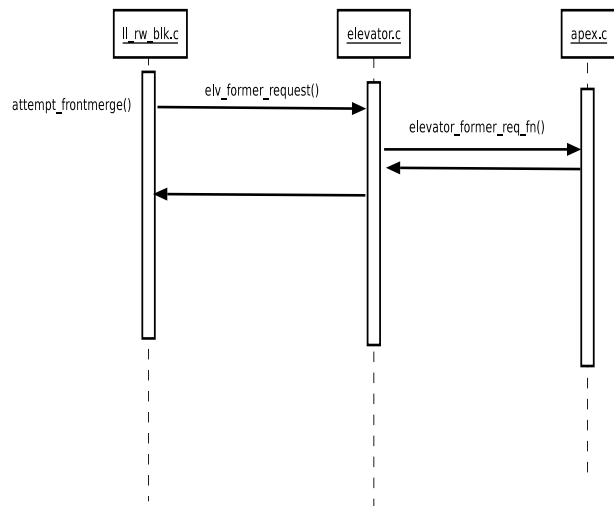 ll_rw_blk.c
elevator.c
apex.c
attempt_frontmerge()
elv_former_request()
elevator_former_req_fn()